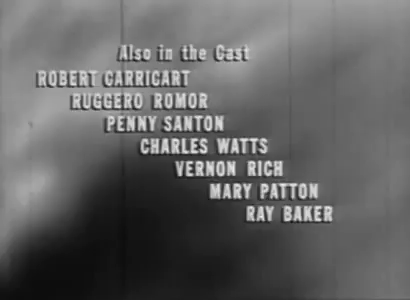 Also in the Cast
ROBERT CARRICART
RUGGERO ROMOR
PENNY SANTON
CHARLES WATTS
VERNON RICH
MARY PATTON
RAY BAKER